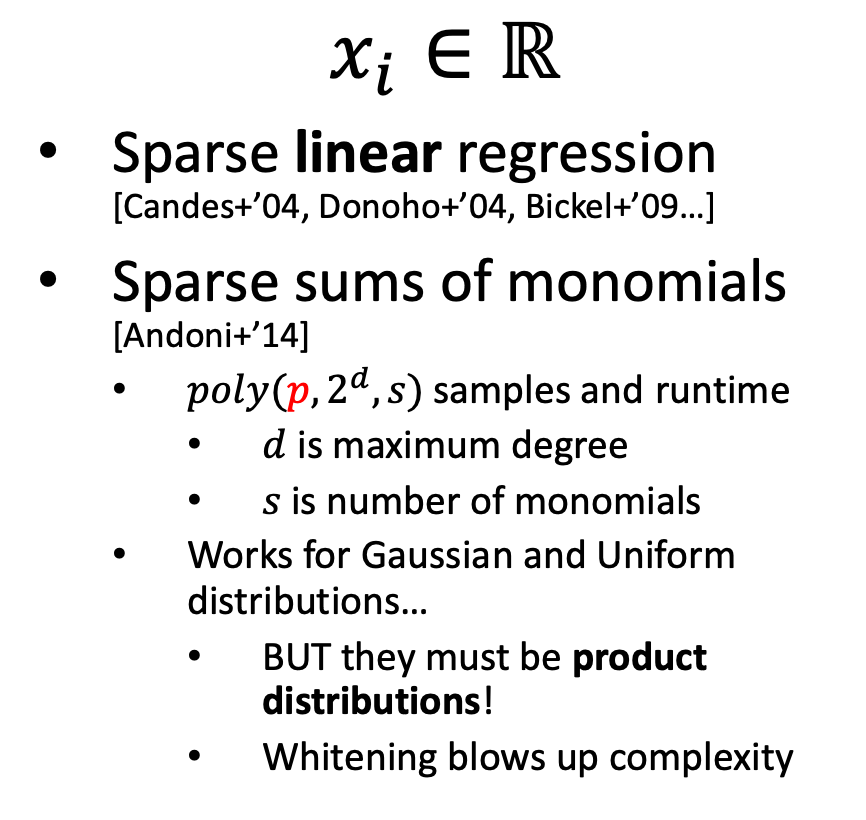 𝑥ᵢ ∈ ℝ
• Sparse linear regression
[Candes+’04, Donoho+’04, Bickel+’09…]
• Sparse sums of monomials
[Andoni+’14]
• 𝑝𝑜𝑙𝑦(𝑝, 2ᵈ, 𝑠) samples and runtime
• 𝑑 is maximum degree
• 𝑠 is number of monomials
• Works for Gaussian and Uniform
distributions…
• BUT they must be product
distributions!
• Whitening blows up complexity